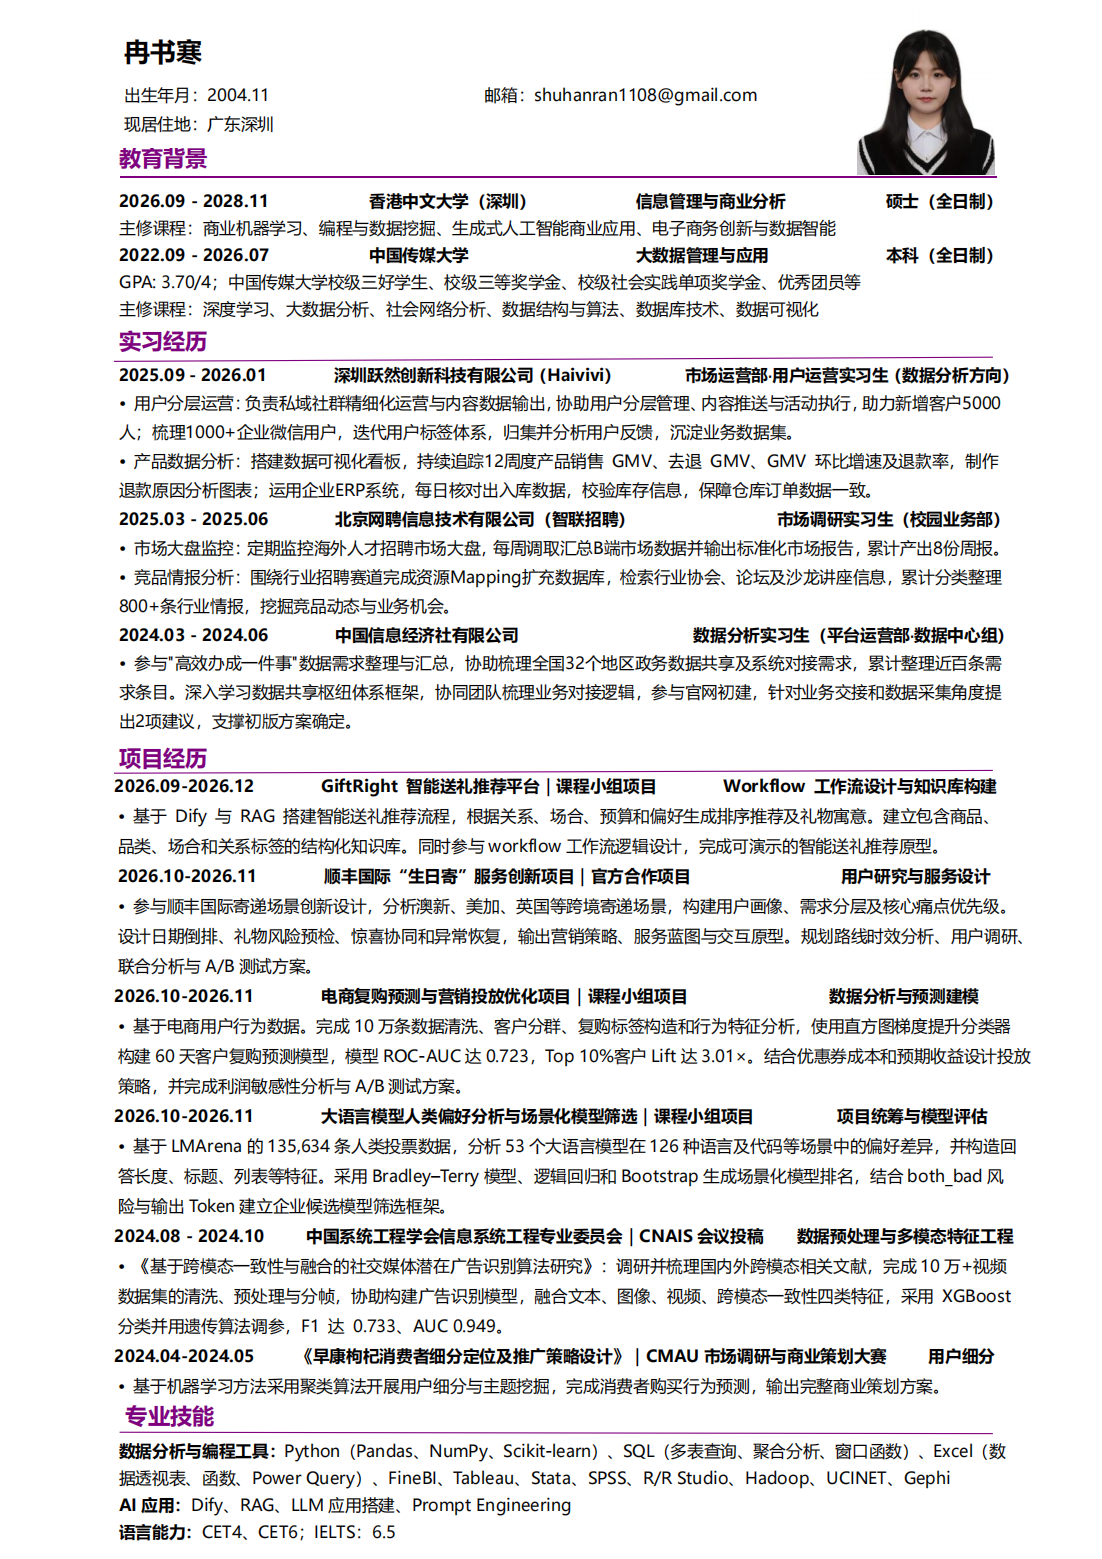 冉书寒
出生年月：2004.11 邮箱：shuhanran1108@gmail.com
现居住地：广东深圳
教育背景
2026.09 - 2028.11 香港中文大学（深圳） 信息管理与商业分析 硕士（全日制）
主修课程：商业机器学习、编程与数据挖掘、生成式人工智能商业应用、电子商务创新与数据智能
2022.09 - 2026.07 中国传媒大学 大数据管理与应用 本科（全日制）
GPA: 3.70/4；中国传媒大学校级三好学生、校级三等奖学金、校级社会实践单项奖学金、优秀团员等
主修课程：深度学习、大数据分析、社会网络分析、数据结构与算法、数据库技术、数据可视化
实习经历
2025.09 - 2026.01 深圳跃然创新科技有限公司（Haivivi） 市场运营部·用户运营实习生（数据分析方向）
• 用户分层运营：负责私域社群精细化运营与内容数据输出，协助用户分层管理、内容推送与活动执行，助力新增客户5000
人；梳理1000+企业微信用户，迭代用户标签体系，归集并分析用户反馈，沉淀业务数据集。
• 产品数据分析：搭建数据可视化看板，持续追踪12周度产品销售 GMV、去退 GMV、GMV 环比增速及退款率，制作
退款原因分析图表；运用企业ERP系统，每日核对出入库数据，校验库存信息，保障仓库订单数据一致。
2025.03 - 2025.06 北京网聘信息技术有限公司（智联招聘） 市场调研实习生（校园业务部）
• 市场大盘监控：定期监控海外人才招聘市场大盘，每周调取汇总B端市场数据并输出标准化市场报告，累计产出8份周报。
• 竞品情报分析：围绕行业招聘赛道完成资源Mapping扩充数据库，检索行业协会、论坛及沙龙讲座信息，累计分类整理
800+条行业情报，挖掘竞品动态与业务机会。
2024.03 - 2024.06 中国信息经济社有限公司 数据分析实习生（平台运营部·数据中心组）
• 参与"高效办成一件事"数据需求整理与汇总，协助梳理全国32个地区政务数据共享及系统对接需求，累计整理近百条需
求条目。深入学习数据共享枢纽体系框架，协同团队梳理业务对接逻辑，参与官网初建，针对业务交接和数据采集角度提
出2项建议，支撑初版方案确定。
项目经历
2026.09-2026.12 GiftRight 智能送礼推荐平台 | 课程小组项目 Workflow 工作流设计与知识库构建
• 基于 Dify 与 RAG 搭建智能送礼推荐流程，根据关系、场合、预算和偏好生成排序推荐及礼物寓意。建立包含商品、
品类、场合和关系标签的结构化知识库。同时参与 workflow 工作流逻辑设计，完成可演示的智能送礼推荐原型。
2026.10-2026.11 顺丰国际“生日寄”服务创新项目 | 官方合作项目 用户研究与服务设计
• 参与顺丰国际寄递场景创新设计，分析澳新、美加、英国等跨境寄递场景，构建用户画像、需求分层及核心痛点优先级。
设计日期倒排、礼物风险预检、惊喜协同和异常恢复，输出营销策略、服务蓝图与交互原型。规划路线时效分析、用户调研、
联合分析与 A/B 测试方案。
2026.10-2026.11 电商复购预测与营销投放优化项目 | 课程小组项目 数据分析与预测建模
• 基于电商用户行为数据。完成 10 万条数据清洗、客户分群、复购标签构造和行为特征分析，使用直方图梯度提升分类器
构建 60 天客户复购预测模型，模型 ROC-AUC 达 0.723，Top 10%客户 Lift 达 3.01×。结合优惠券成本和预期收益设计投放
策略，并完成利润敏感性分析与 A/B 测试方案。
2026.10-2026.11 大语言模型人类偏好分析与场景化模型筛选 | 课程小组项目 项目统筹与模型评估
• 基于 LMArena 的 135,634 条人类投票数据，分析 53 个大语言模型在 126 种语言及代码等场景中的偏好差异，并构造回
答长度、标题、列表等特征。采用 Bradley–Terry 模型、逻辑回归和 Bootstrap 生成场景化模型排名，结合 both_bad 风
险与输出 Token 建立企业候选模型筛选框架。
2024.08 - 2024.10 中国系统工程学会信息系统工程专业委员会 | CNAIS 会议投稿 数据预处理与多模态特征工程
• 《基于跨模态一致性与融合的社交媒体潜在广告识别算法研究》：调研并梳理国内外跨模态相关文献，完成 10 万+视频
数据集的清洗、预处理与分帧，协助构建广告识别模型，融合文本、图像、视频、跨模态一致性四类特征，采用 XGBoost
分类并用遗传算法调参，F1 达 0.733、AUC 0.949。
2024.04-2024.05 《早康枸杞消费者细分定位及推广策略设计》 | CMAU 市场调研与商业策划大赛 用户细分
• 基于机器学习方法采用聚类算法开展用户细分与主题挖掘，完成消费者购买行为预测，输出完整商业策划方案。
专业技能
数据分析与编程工具：Python（Pandas、NumPy、Scikit-learn）、SQL（多表查询、聚合分析、窗口函数）、Excel（数
据透视表、函数、Power Query）、FineBI、Tableau、Stata、SPSS、R/R Studio、Hadoop、UCINET、Gephi
AI 应用：Dify、RAG、LLM 应用搭建、Prompt Engineering
语言能力：CET4、CET6；IELTS：6.5